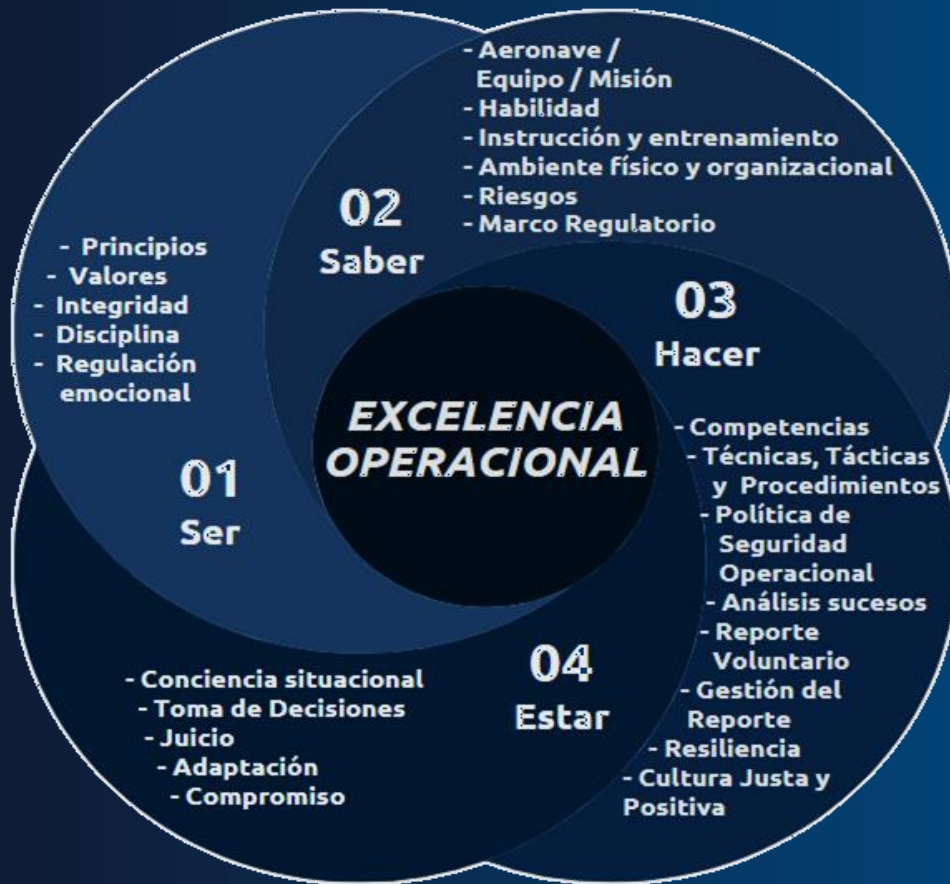 - Principios
- Valores
- Integridad
- Disciplina
- Regulación
emocional
01
Ser
- Aeronave /
Equipo / Misión
- Habilidad
- Instrucción y entrenamiento
- Ambiente físico y organizacional
- Riesgos
- Marco Regulatorio
02
Saber
03
Hacer
- Competencias
- Técnicas, Tácticas
y Procedimientos
- Política de
Seguridad
Operacional
- Análisis sucesos
- Reporte
Voluntario
- Gestión del
Reporte
- Resiliencia
- Cultura Justa y
Positiva
04
Estar
- Conciencia situacional
- Toma de Decisiones
- Juicio
- Adaptación
- Compromiso
EXCELENCIA
OPERACIONAL